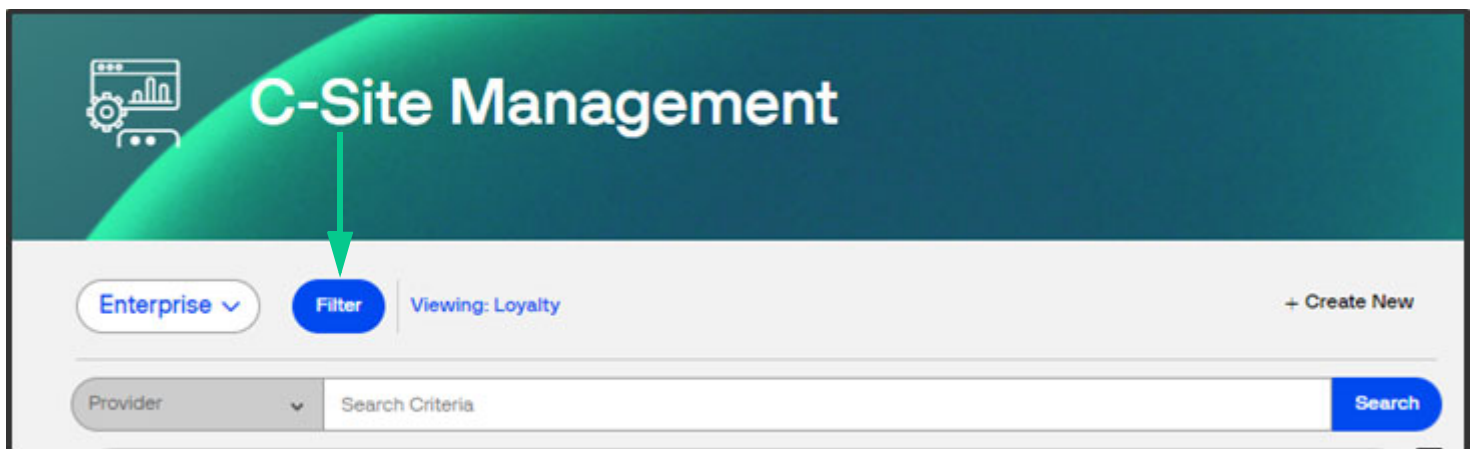 C-Site Management
Enterprise Filter Viewing: Loyalty + Create New
Provider Search Criteria Search